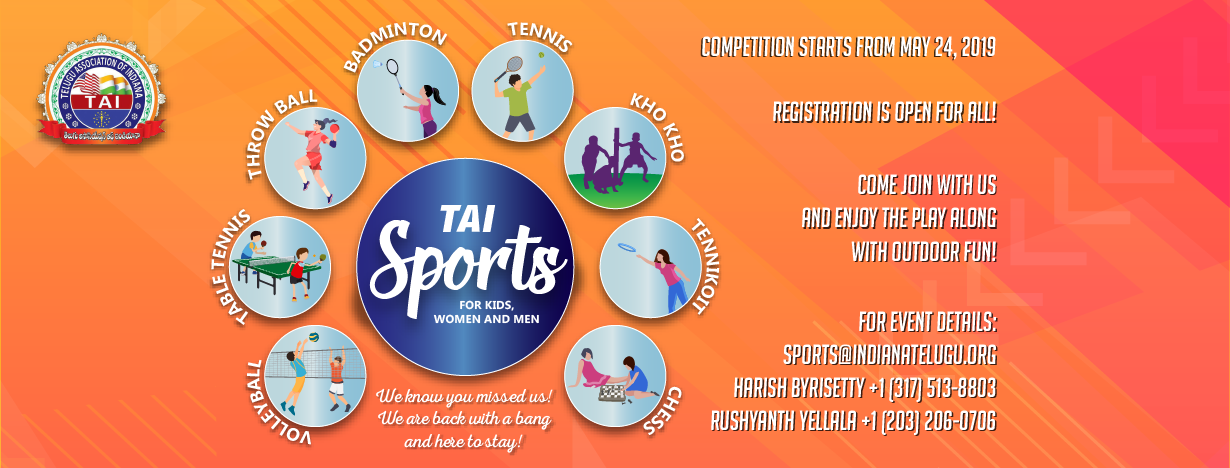 TELUGU ASSOCIATION OF INDIANA
TAI
BADMINTON
TENNIS
THROW BALL
KHO KHO
TABLE TENNIS
TENNIKOIT
VOLLEYBALL
CHESS
TAI
Sports
FOR KIDS,
WOMEN AND MEN
We know you missed us!
We are back with a bang
and here to stay!
COMPETITION STARTS FROM MAY 24, 2019
REGISTRATION IS OPEN FOR ALL!
COME JOIN WITH US
AND ENJOY THE PLAY ALONG
WITH OUTDOOR FUN!
FOR EVENT DETAILS:
SPORTS@INDIANATELUGU.ORG
HARISH BYRISETTY +1 (317) 513-8803
RUSHYANTH YELLALA +1 (203) 206-0706